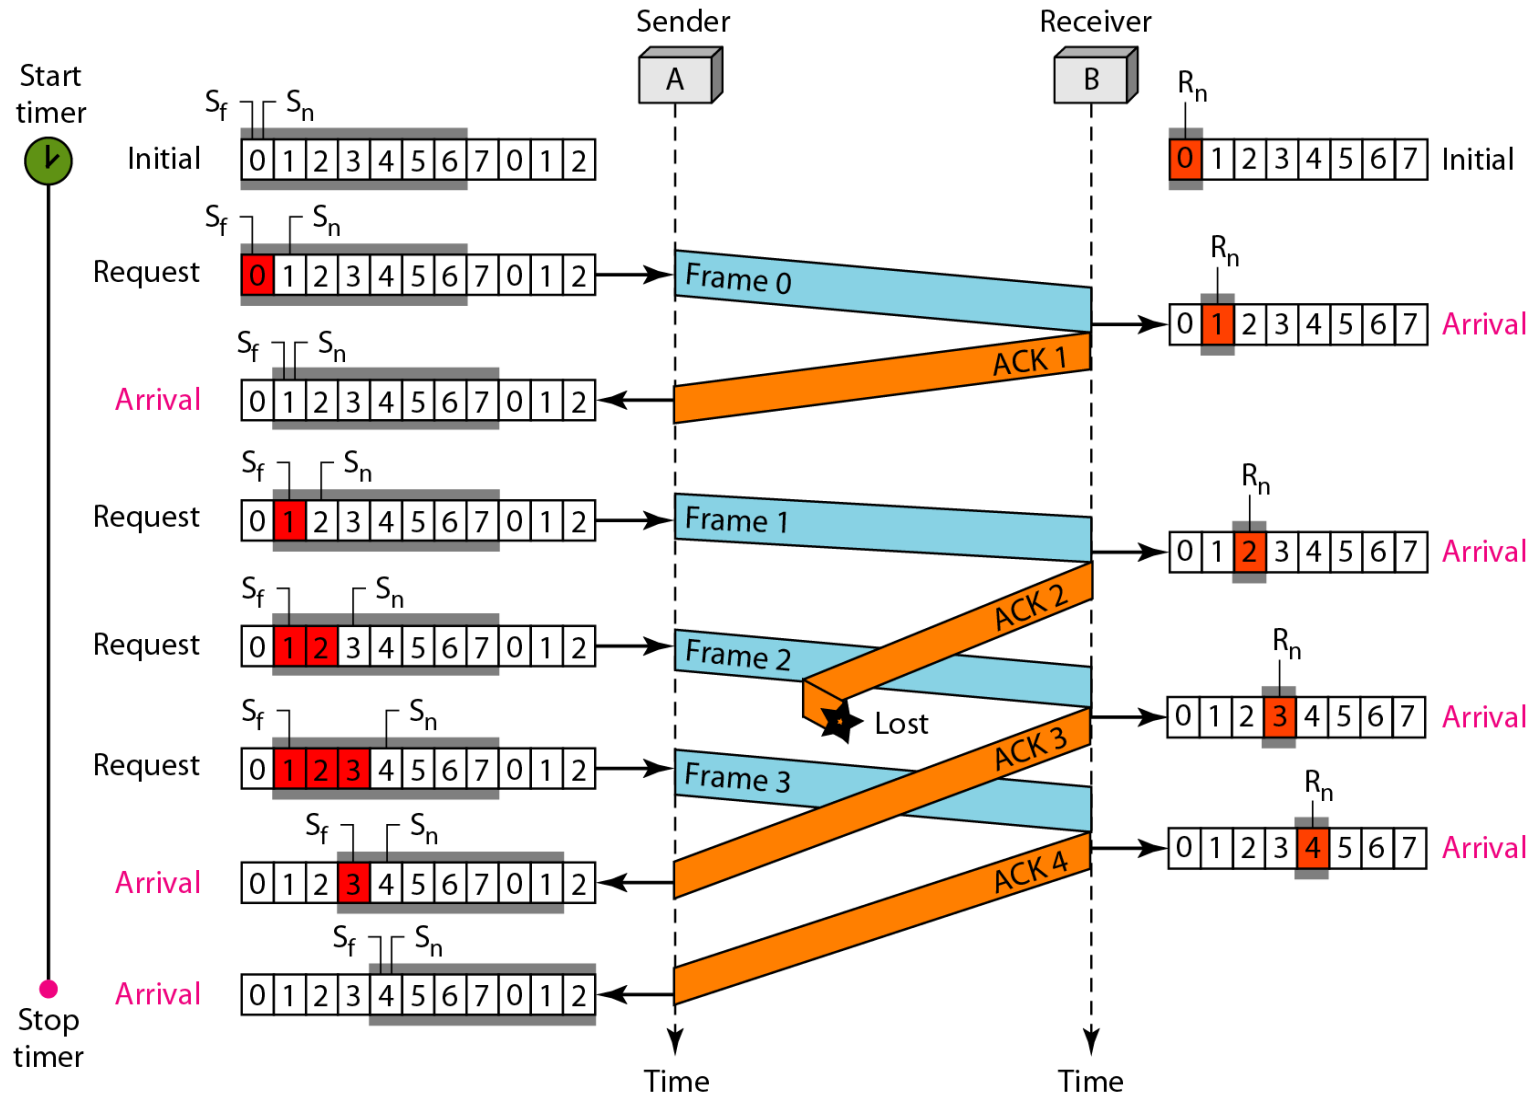 Sender
Receiver
Start
timer
A
B
Sf Sn
Rn
Initial
0 1 2 3 4 5 6 7 0 1 2
0 1 2 3 4 5 6 7
Initial
Sf Sn
Request
0 1 2 3 4 5 6 7 0 1 2
Frame 0
Rn
0 1 2 3 4 5 6 7
Arrival
Sf Sn
ACK 1
Arrival
0 1 2 3 4 5 6 7 0 1 2
Sf Sn
Request
0 1 2 3 4 5 6 7 0 1 2
Frame 1
Rn
0 1 2 3 4 5 6 7
Arrival
Sf Sn
ACK 2
Request
0 1 2 3 4 5 6 7 0 1 2
Frame 2
Rn
Lost
0 1 2 3 4 5 6 7
Arrival
Sf Sn
ACK 3
Request
0 1 2 3 4 5 6 7 0 1 2
Frame 3
Rn
0 1 2 3 4 5 6 7
Arrival
Sf Sn
ACK 4
Arrival
0 1 2 3 4 5 6 7 0 1 2
Sf Sn
Arrival
0 1 2 3 4 5 6 7 0 1 2
Stop
timer
Time
Time